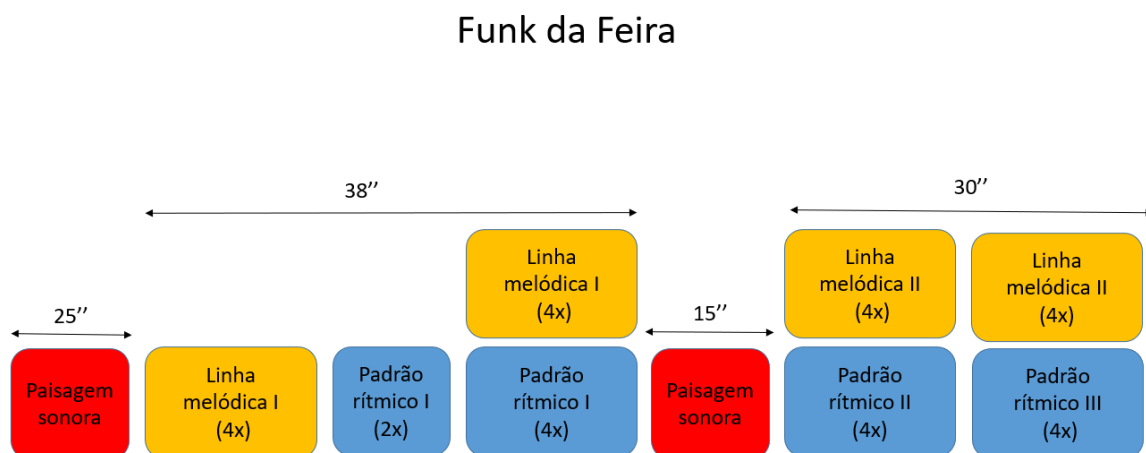 Funk da Feira
38’’
30’’
Linha
melódica I
(4x)
Linha
melódica II
(4x)
Linha
melódica II
(4x)
25’’
15’’
Paisagem
sonora
Linha
melódica I
(4x)
Padrão
rítmico I
(2x)
Padrão
rítmico I
(4x)
Paisagem
sonora
Padrão
rítmico II
(4x)
Padrão
rítmico III
(4x)